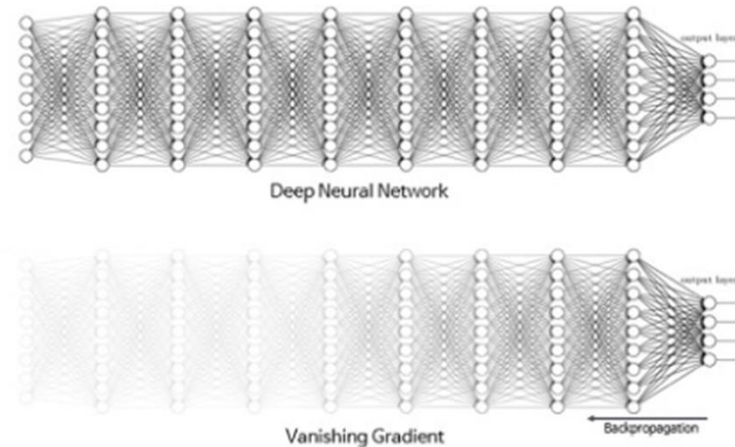 output layer
Deep Neural Network
output layer
Backpropagation
Vanishing Gradient